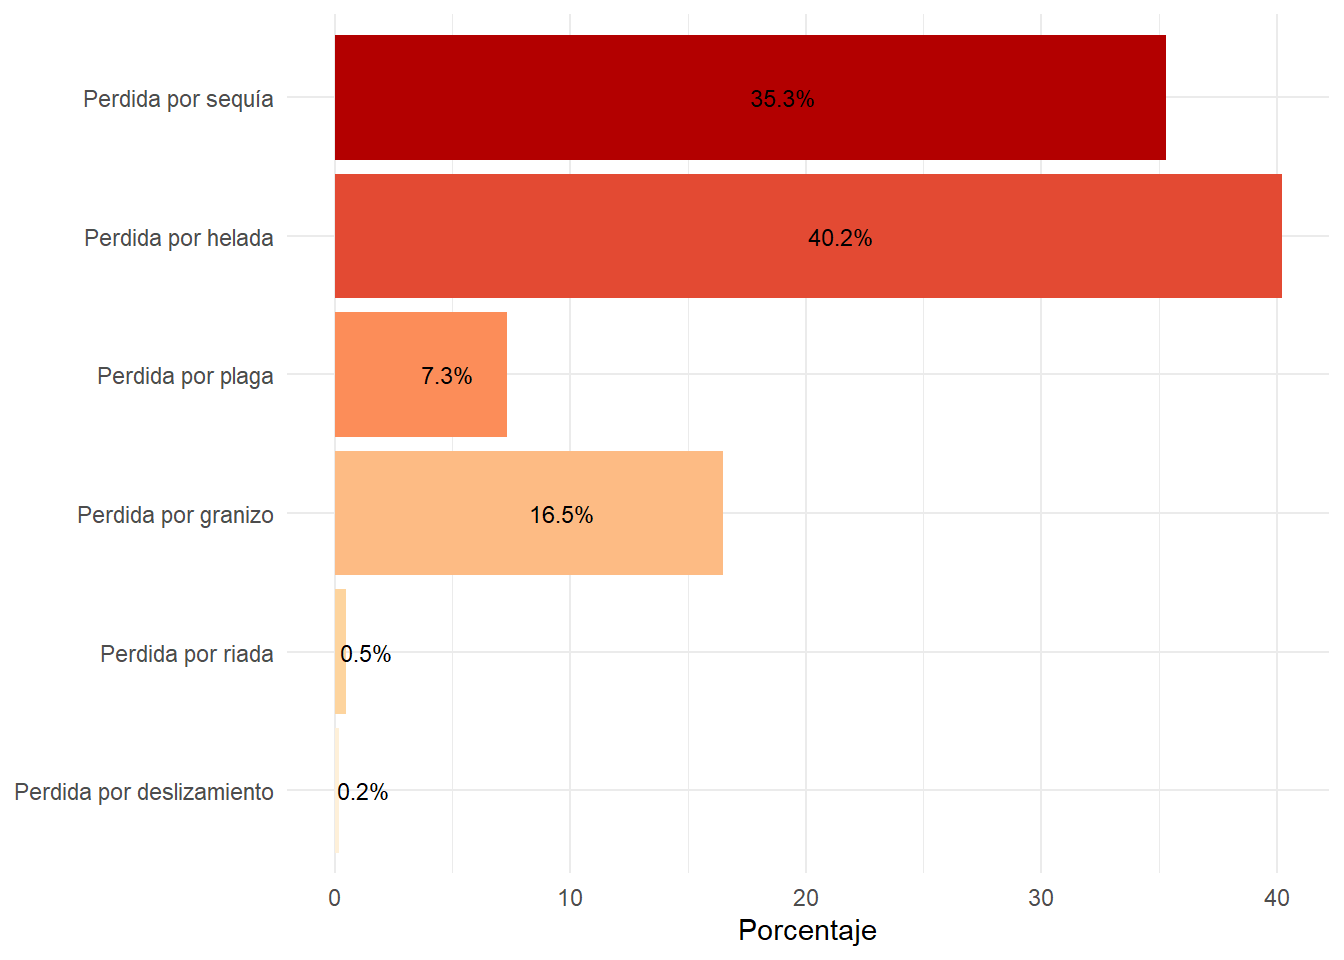 Perdida por sequía
35.3%
Perdida por helada
40.2%
Perdida por plaga
7.3%
Perdida por granizo
16.5%
Perdida por riada
0.5%
Perdida por deslizamiento
0.2%
0 10 20 30 40
Porcentaje